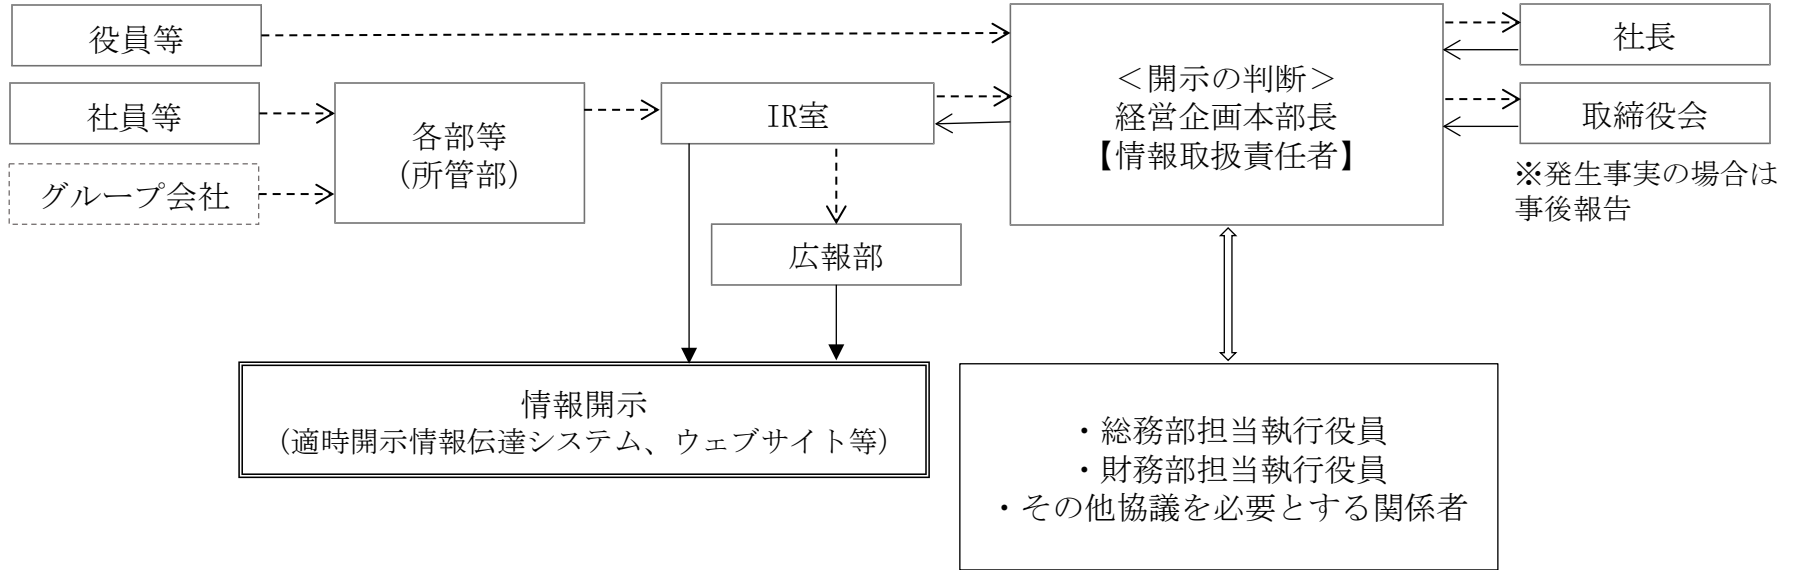 役員等
社員等
グループ会社
各部等
(所管部)
IR室
広報部
＜開示の判断＞
経営企画本部長
【情報取扱責任者】
社長
取締役会
※発生事実の場合は
事後報告
情報開示
(適時開示情報伝達システム、ウェブサイト等)
・総務部担当執行役員
・財務部担当執行役員
・その他協議を必要とする関係者